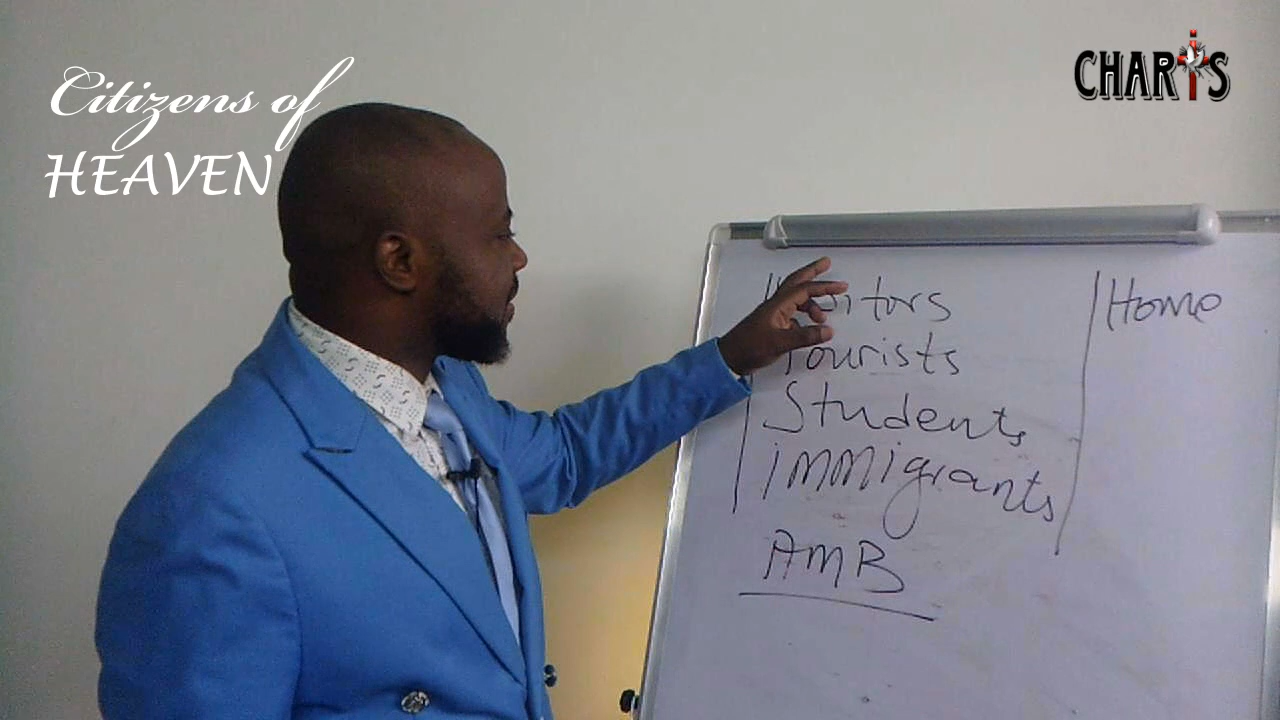 Citizens of
HEAVEN
CHARIS
Home
Tourists
Students
immigrants
AMB